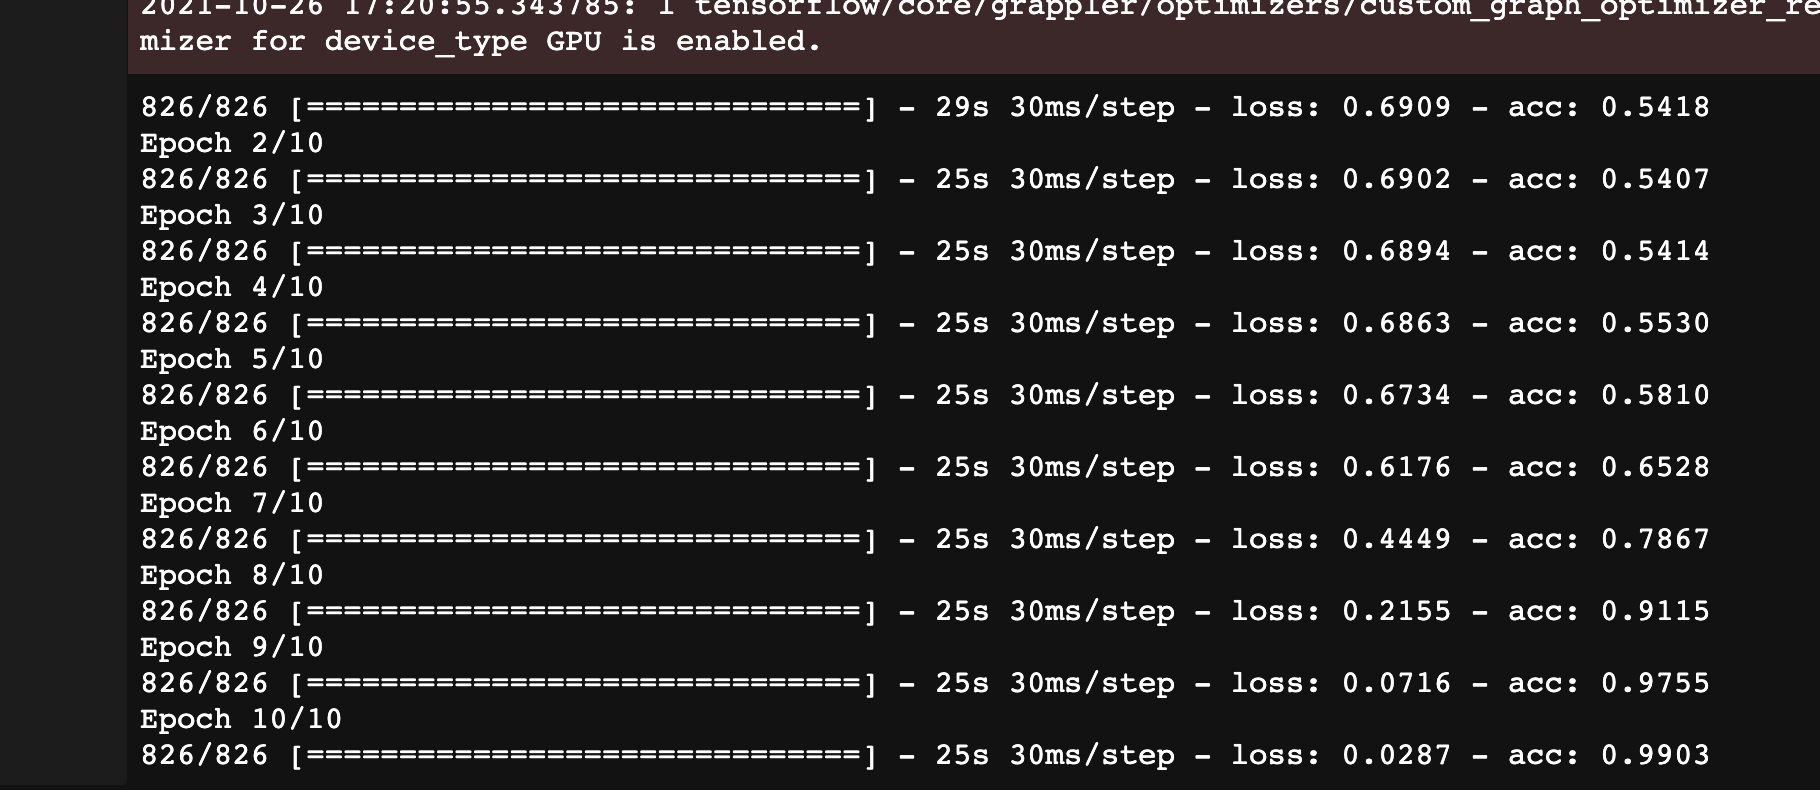 2021-10-26 17:20:55.343785: I tensorflow/core/grappler/optimizers/custom_graph_optimizer_re
mizer for device_type GPU is enabled.
826/826 [==============================] - 29s 30ms/step - loss: 0.6909 - acc: 0.5418
Epoch 2/10
826/826 [==============================] - 25s 30ms/step - loss: 0.6902 - acc: 0.5407
Epoch 3/10
826/826 [==============================] - 25s 30ms/step - loss: 0.6894 - acc: 0.5414
Epoch 4/10
826/826 [==============================] - 25s 30ms/step - loss: 0.6863 - acc: 0.5530
Epoch 5/10
826/826 [==============================] - 25s 30ms/step - loss: 0.6734 - acc: 0.5810
Epoch 6/10
826/826 [==============================] - 25s 30ms/step - loss: 0.6176 - acc: 0.6528
Epoch 7/10
826/826 [==============================] - 25s 30ms/step - loss: 0.4449 - acc: 0.7867
Epoch 8/10
826/826 [==============================] - 25s 30ms/step - loss: 0.2155 - acc: 0.9115
Epoch 9/10
826/826 [==============================] - 25s 30ms/step - loss: 0.0716 - acc: 0.9755
Epoch 10/10
826/826 [==============================] - 25s 30ms/step - loss: 0.0287 - acc: 0.9903